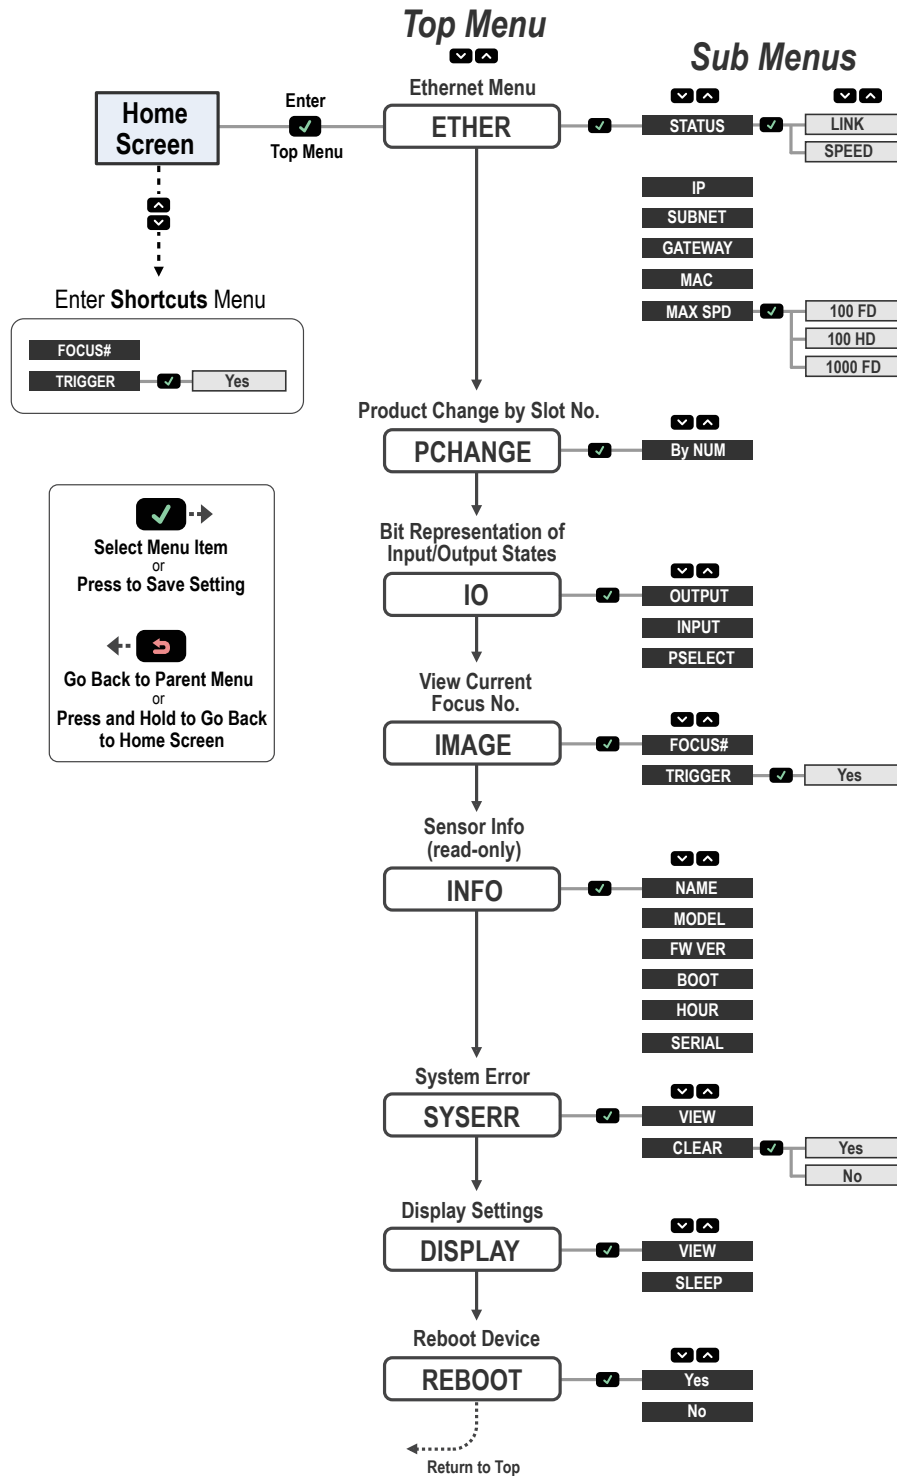 Top Menu
Sub Menus
Ethernet Menu
Home
Screen
Enter
Top Menu
ETHER
STATUS
LINK
SPEED
IP
SUBNET
GATEWAY
MAC
MAX SPD
100 FD
100 HD
1000 FD
Enter Shortcuts Menu
FOCUS#
TRIGGER
Yes
Product Change by Slot No.
PCHANGE
By NUM
Select Menu Item
or
Press to Save Setting
Go Back to Parent Menu
or
Press and Hold to Go Back
to Home Screen
Bit Representation of
Input/Output States
IO
OUTPUT
INPUT
PSELECT
View Current
Focus No.
IMAGE
FOCUS#
TRIGGER
Yes
Sensor Info
(read-only)
INFO
NAME
MODEL
FW VER
BOOT
HOUR
SERIAL
System Error
SYSERR
VIEW
CLEAR
Yes
No
Display Settings
DISPLAY
VIEW
SLEEP
Reboot Device
REBOOT
Yes
No
Return to Top